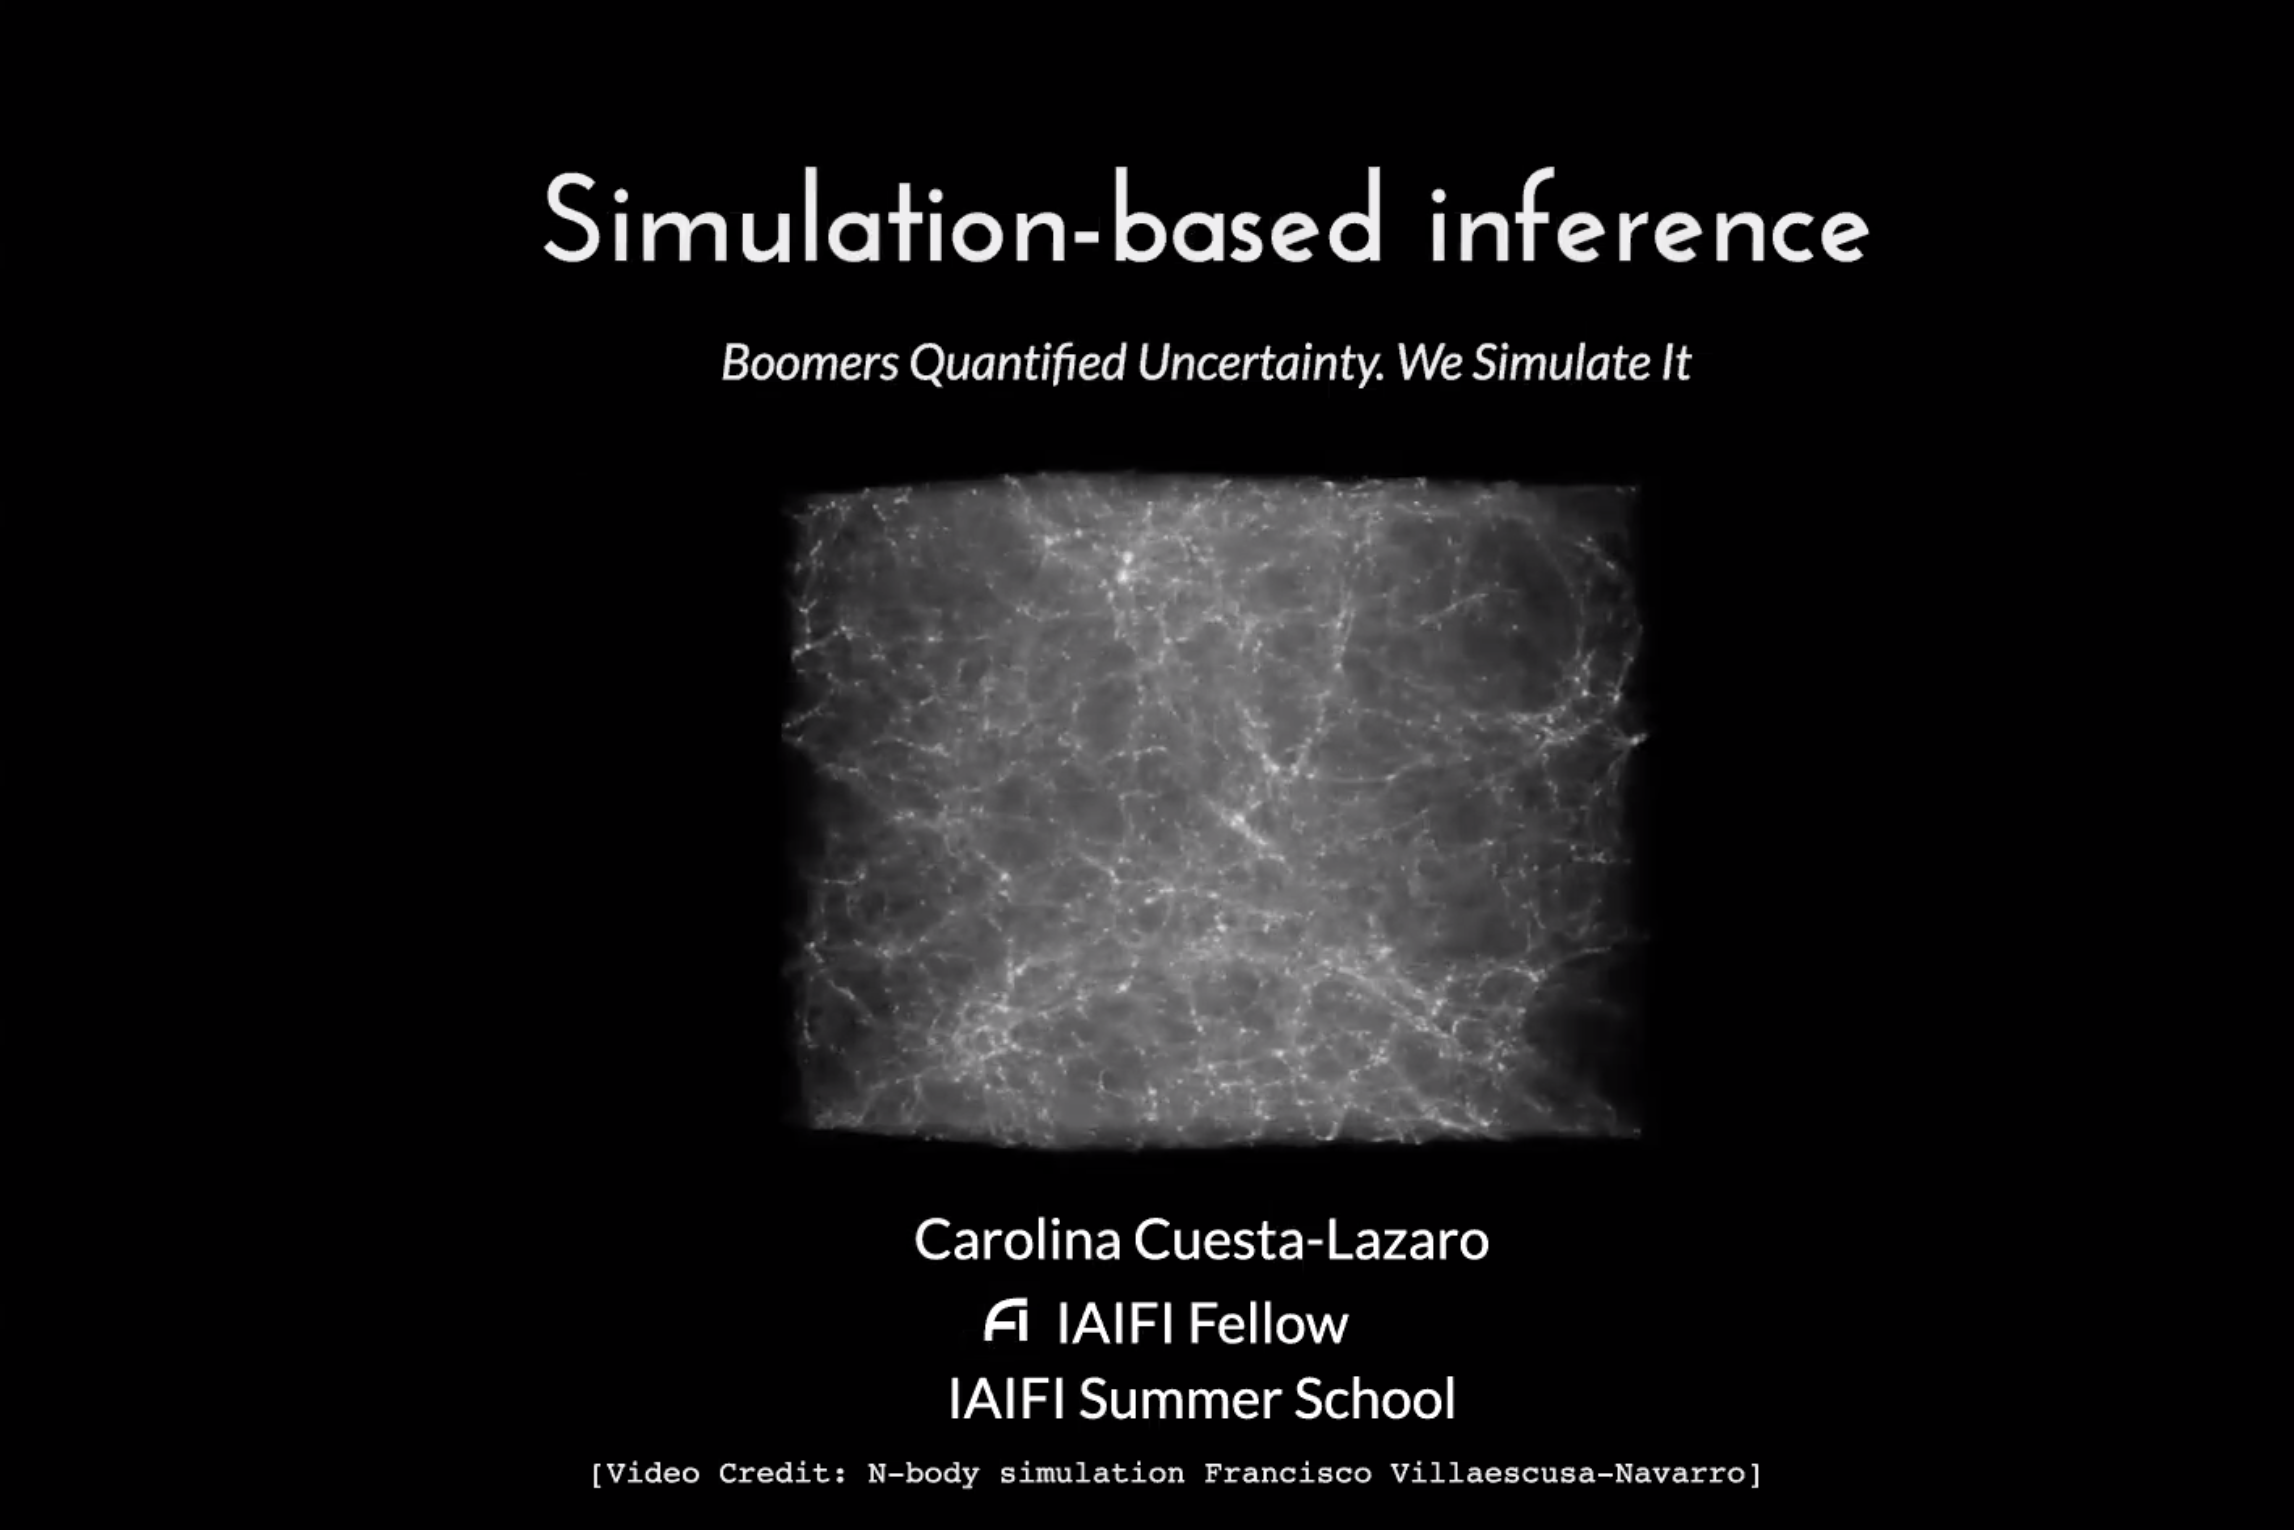 Simulation-based inference
Boomers Quantified Uncertainty. We Simulate It
Carolina Cuesta-Lazaro
IAIFI Fellow
IAIFI Summer School
[Video Credit: N-body simulation Francisco Villaescusa-Navarro]